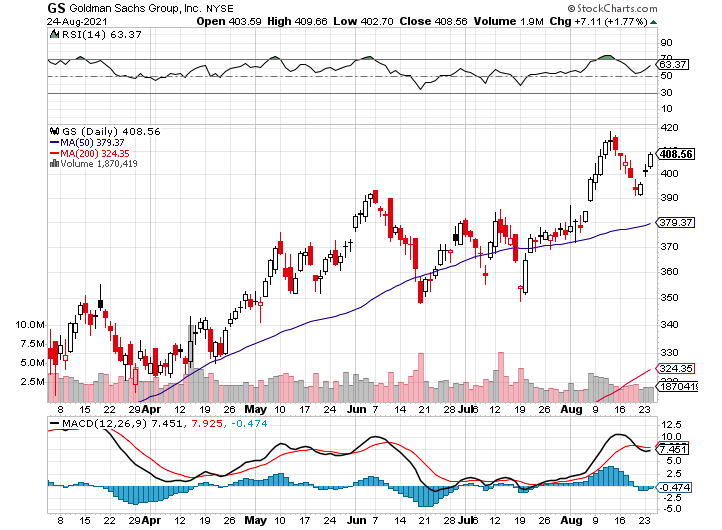 GS Goldman Sachs Group, Inc. NYSE © StockCharts.com
24-Aug-2021 Open 403.59 High 409.66 Low 402.70 Close 408.56 Volume 1.9M Chg +7.11 (+1.77%)
RSI(14) 63.37
90
63.37
50
30
10
GS (Daily) 408.56
MA(50) 379.37
MA(200) 324.35
Volume 1,870,419
420
408.56
400
390
379.37
370
360
350
340
330
324.35
1870419
10.0M
7.5M
5.0M
2.5M
8 15 22 29 Apr 12 19 26 May 10 17 24 Jun 7 14 21 28 Jul 6 12 19 26 Aug 9 16 23
MACD(12,26,9) 7.451, 7.925, -0.474
12.5
10.0
7.451
5.0
2.5
-0.474
-2.5
-5.0
8 15 22 29 Apr 12 19 26 May 10 17 24 Jun 7 14 21 28 Jul 6 12 19 26 Aug 9 16 23